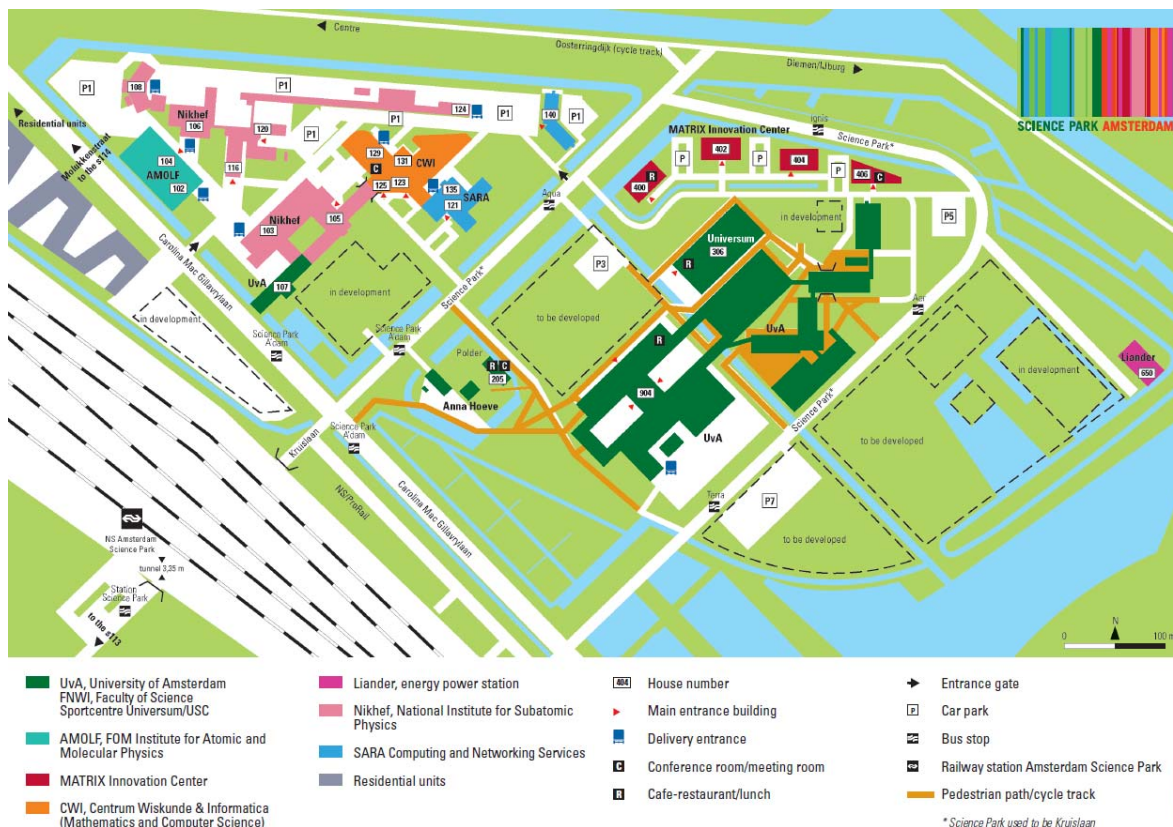 Centre
Oosterringdijk (cycle track)
Diemen/IJburg
SCIENCE PARK AMSTERDAM
P1
108
P1
Nikhef
106
120
P1
P1
124
P1
140
P1
Residential units
Molukkenstraat
to the s114
104
AMOLF
102
116
129
131
CWI
C
125
123
135
121
SARA
Nikhef
103
105
UvA
107
Carolina Mac Gillavrylaan
in development
in development
Science Park
A'dam
Science Park
A'dam
Science Park*
Aqua
ignis
Science Park*
MATRIX Innovation Center
P
402
P
404
P
406
C
R
400
in development
P5
Universum
306
R
P3
to be developed
Aer
UvA
R
904
UvA
Science Park*
Polder
R C
205
Anna Hoeve
Science Park
A'dam
Kruislaan
NS/ProRail
Carolina Mac Gillavrylaan
Terra
P7
to be developed
to be developed
in development
Liander
650
NS Amsterdam
Science Park
tunnel 3,35 m
Station
Science Park
to the s113
N
0
100 m
UvA, University of Amsterdam
FNWI, Faculty of Science
Sportcentre Universum/USC
AMOLF, FOM Institute for Atomic and
Molecular Physics
MATRIX Innovation Center
CWI, Centrum Wiskunde & Informatica
(Mathematics and Computer Science)
Liander, energy power station
Nikhef, National Institute for Subatomic
Physics
SARA Computing and Networking Services
Residential units
404 House number
Main entrance building
Delivery entrance
C Conference room/meeting room
R Cafe-restaurant/lunch
Entrance gate
P Car park
Bus stop
Railway station Amsterdam Science Park
Pedestrian path/cycle track
* Science Park used to be Kruislaan